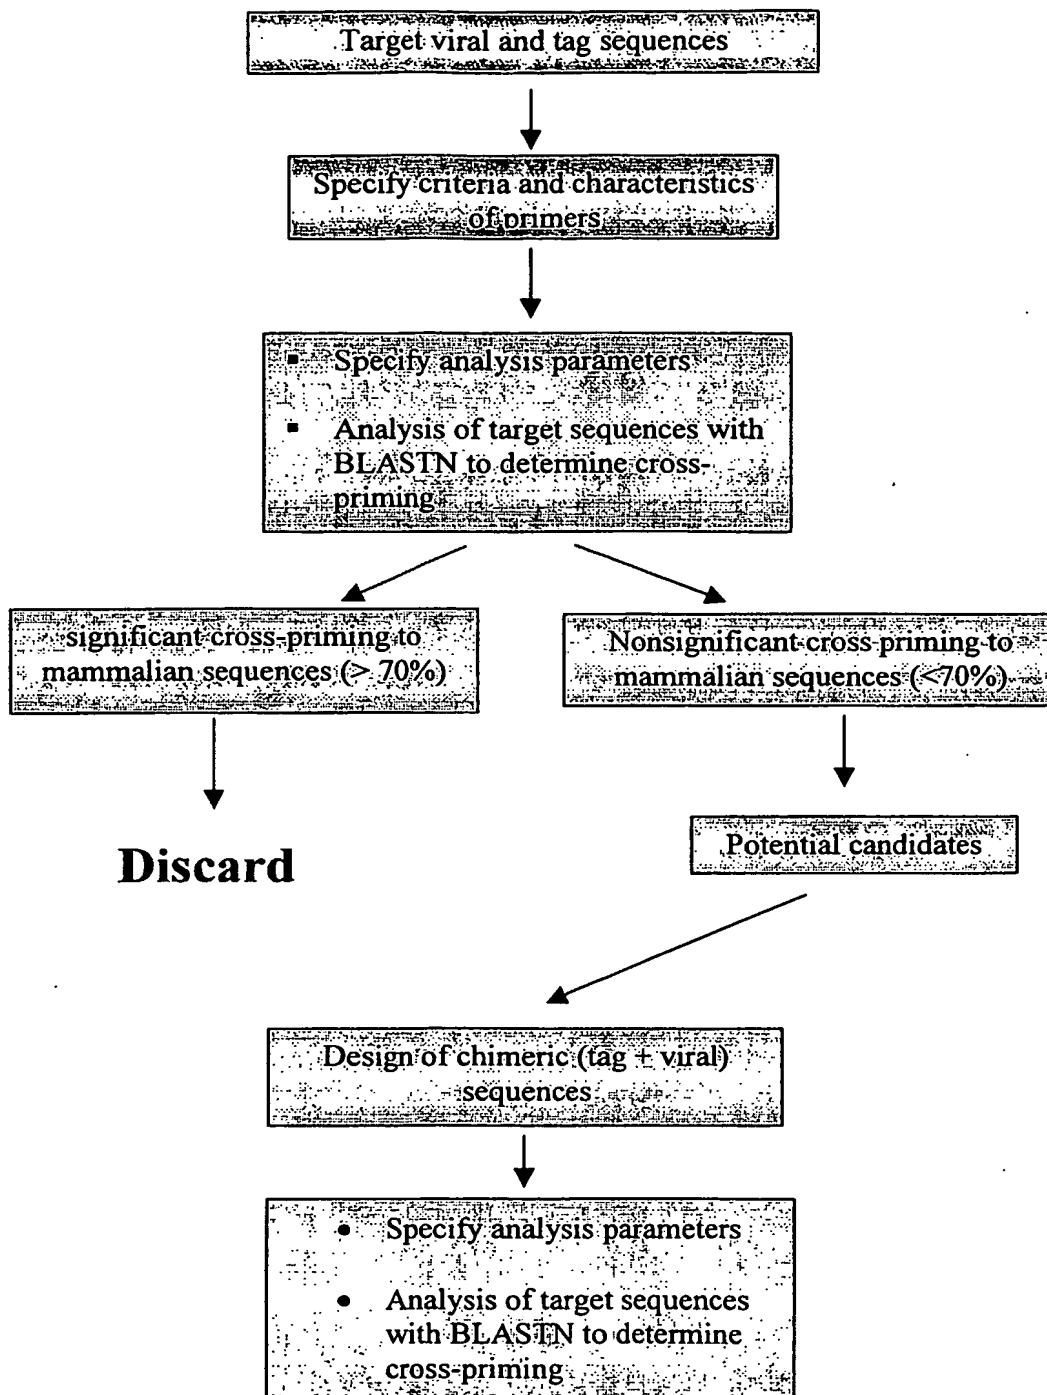 Target viral and tag sequences
Specify criteria and characteristics
of primers
▪ Specify analysis parameters
▪ Analysis of target sequences with
BLASTN to determine cross-
priming
significant cross-priming to
mammalian sequences (> 70%)
Nonsignificant cross priming to
mammalian sequences (<70%)
Discard
Potential candidates
Design of chimeric (tag + viral)
sequences
• Specify analysis parameters
• Analysis of target sequences
with BLASTN to determine
cross-priming